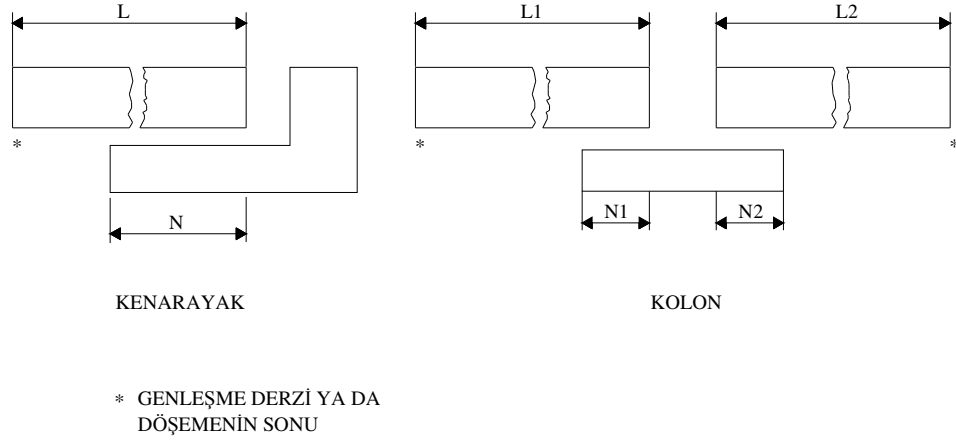 L
L1
L2
*
*
*
N
N1
N2
KENARAYAK
KOLON
* GENLEŞME DERZİ YA DA
DÖŞEMENİN SONU